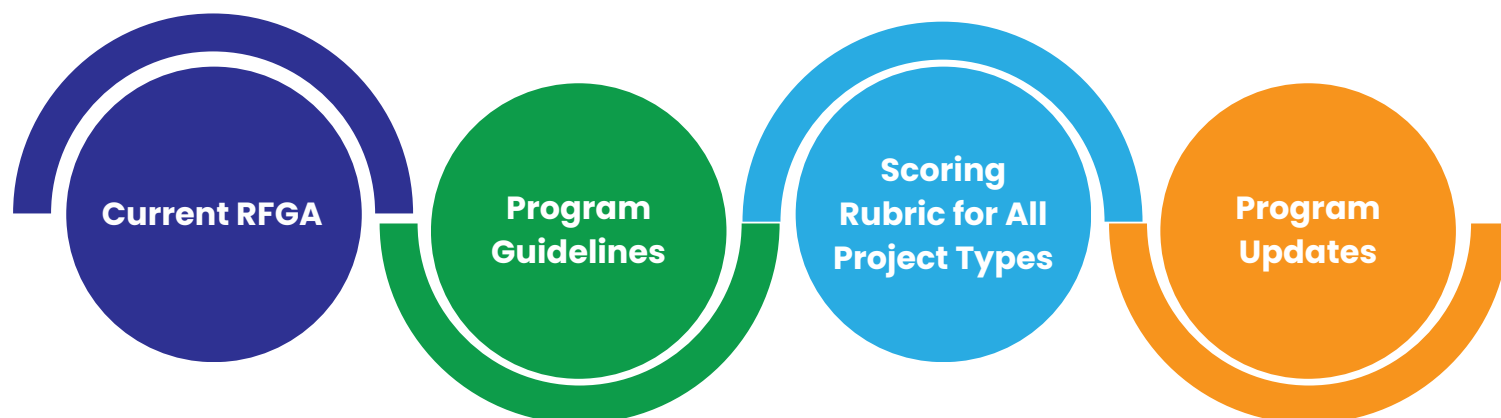 Current RFGA
Program
Guidelines
Scoring
Rubric for All
Project Types
Program
Updates